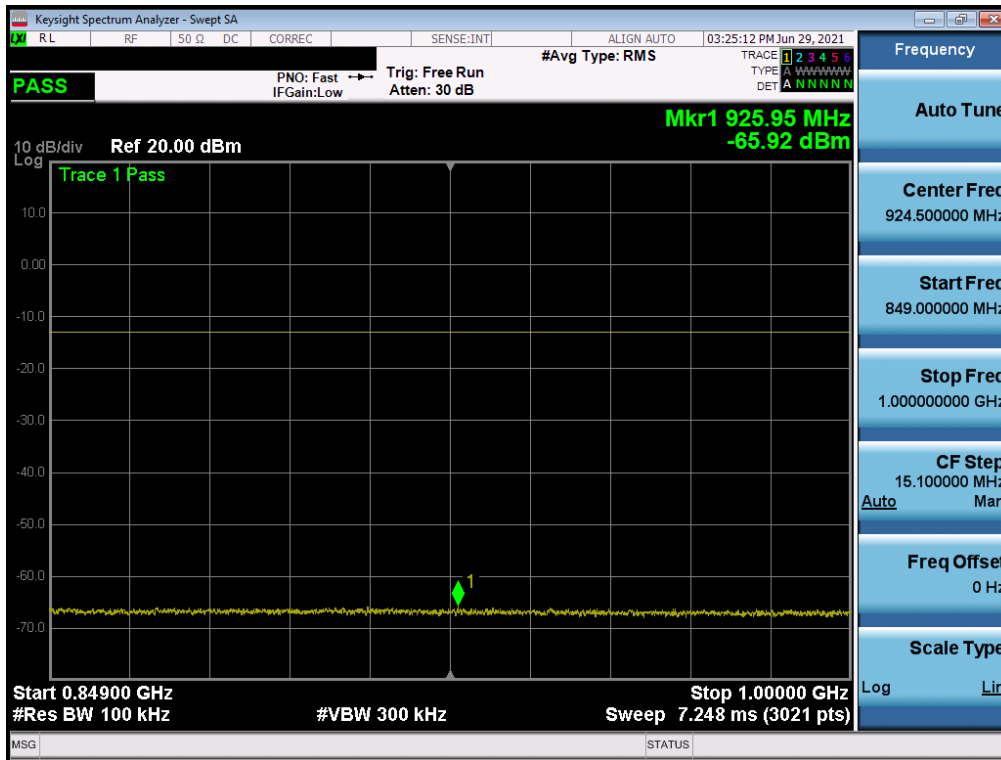 Keysight Spectrum Analyzer - Swept SA
LXI RL RF 50 Ω DC CORREC SENSE:INT ALIGN AUTO 03:25:12 PM Jun 29, 2021
PASS
PNO: Fast
IFGain:Low
Trig: Free Run
Atten: 30 dB
#Avg Type: RMS
TRACE 1 2 3 4 5 6
TYPE A WWWWW
DET A N N N N N
Mkr1 925.95 MHz
-65.92 dBm
10 dB/div Ref 20.00 dBm
Log
Trace 1 Pass
10.0
0.00
-10.0
-20.0
-30.0
-40.0
-50.0
-60.0
-70.0
1
Start 0.84900 GHz Stop 1.00000 GHz
#Res BW 100 kHz #VBW 300 kHz Sweep 7.248 ms (3021 pts)
MSG STATUS
Frequency
Auto Tune
Center Freq
924.500000 MHz
Start Freq
849.000000 MHz
Stop Freq
1.000000000 GHz
CF Step
15.100000 MHz
Auto Man
Freq Offset
0 Hz
Scale Type
Log Lin